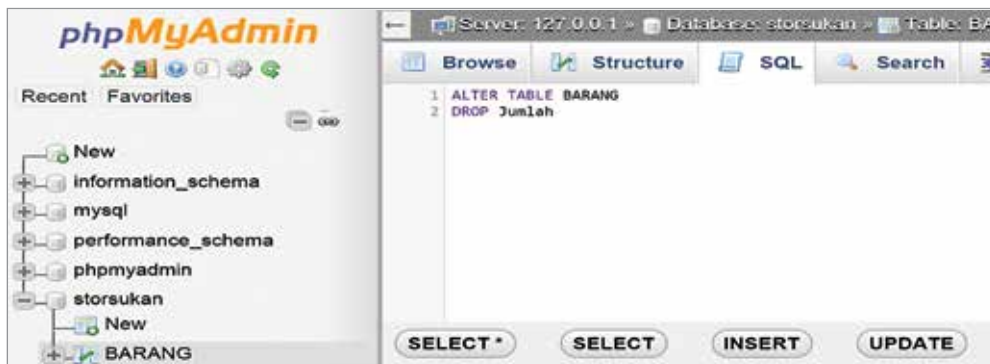 phpMyAdmin
Recent Favorites
New
information_schema
mysql
performance_schema
phpmyadmin
storsukan
New
BARANG
Server: 127.0.0.1 » Database: storsukan » Table: BA
Browse Structure SQL Search
1 ALTER TABLE BARANG
2 DROP Jumlah
SELECT * SELECT INSERT UPDATE